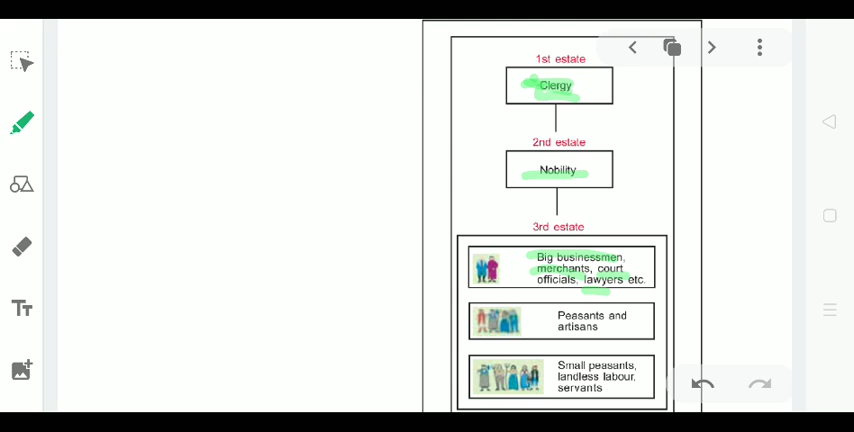 1st estate
Clergy
2nd estate
Nobility
3rd estate
Big businessmen,
merchants, court
officials, lawyers etc.
Peasants and
artisans
Small peasants,
landless labour,
servants
TT